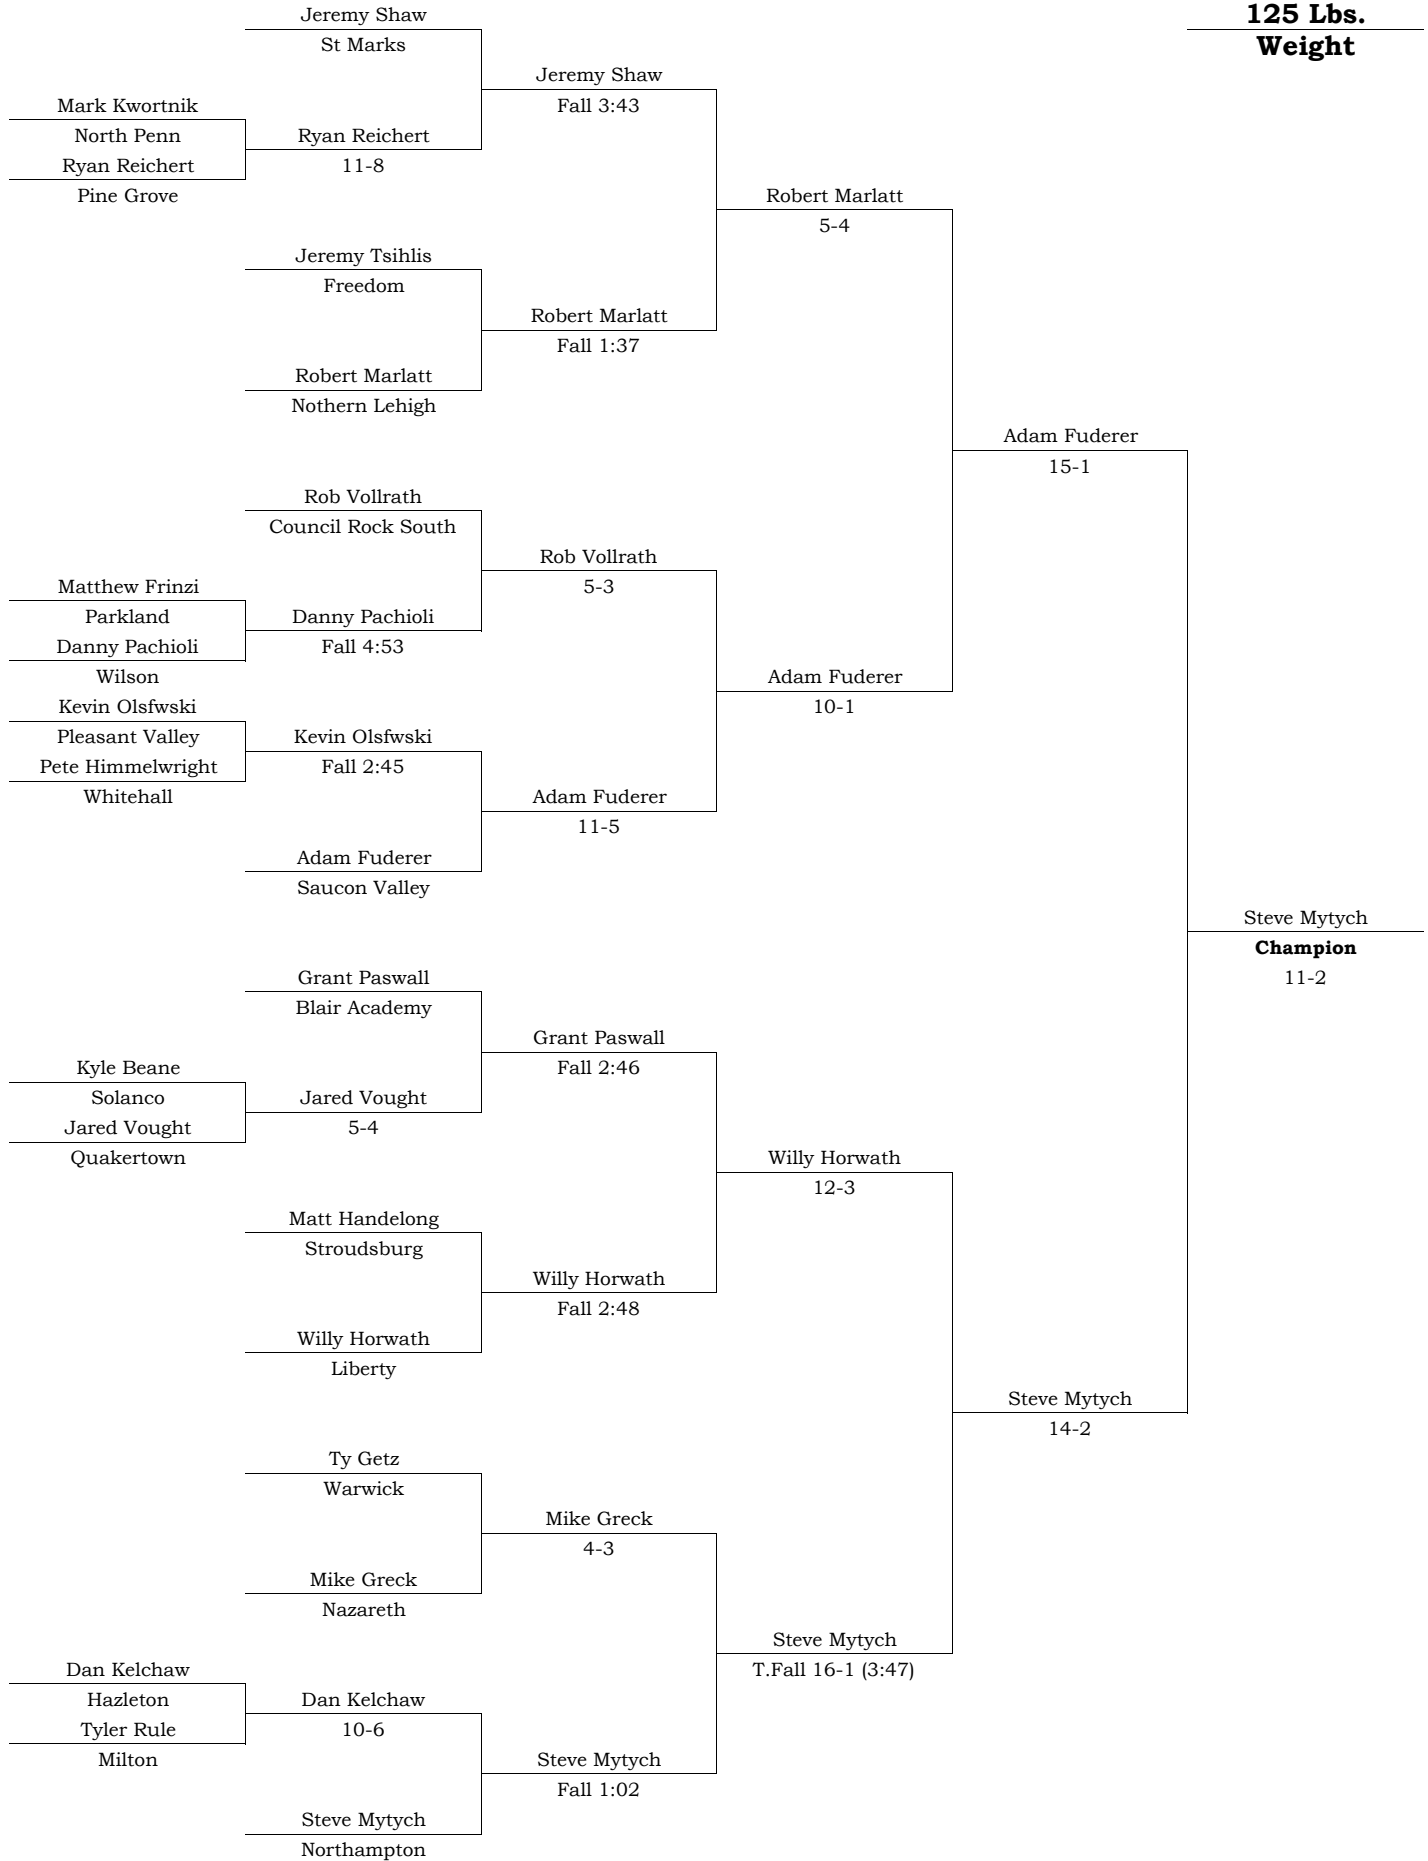 Jeremy Shaw
125 Lbs.
St Marks
Weight
Jeremy Shaw
Mark Kwortnik
Fall 3:43
North Penn
Ryan Reichert
Ryan Reichert
11-8
Pine Grove
Robert Marlatt
5-4
Jeremy Tsihlis
Freedom
Robert Marlatt
Fall 1:37
Robert Marlatt
Nothern Lehigh
Adam Fuderer
15-1
Rob Vollrath
Council Rock South
Rob Vollrath
Matthew Frinzi
5-3
Parkland
Danny Pachioli
Danny Pachioli
Fall 4:53
Wilson
Adam Fuderer
Kevin Olsfwski
10-1
Pleasant Valley
Kevin Olsfwski
Pete Himmelwright
Fall 2:45
Whitehall
Adam Fuderer
11-5
Adam Fuderer
Saucon Valley
Steve Mytych
Champion
Grant Paswall
11-2
Blair Academy
Grant Paswall
Kyle Beane
Fall 2:46
Solanco
Jared Vought
Jared Vought
5-4
Quakertown
Willy Horwath
12-3
Matt Handelong
Stroudsburg
Willy Horwath
Fall 2:48
Willy Horwath
Liberty
Steve Mytych
14-2
Ty Getz
Warwick
Mike Greck
4-3
Mike Greck
Nazareth
Steve Mytych
Dan Kelchaw
T.Fall 16-1 (3:47)
Hazleton
Dan Kelchaw
Tyler Rule
10-6
Milton
Steve Mytych
Fall 1:02
Steve Mytych
Northampton